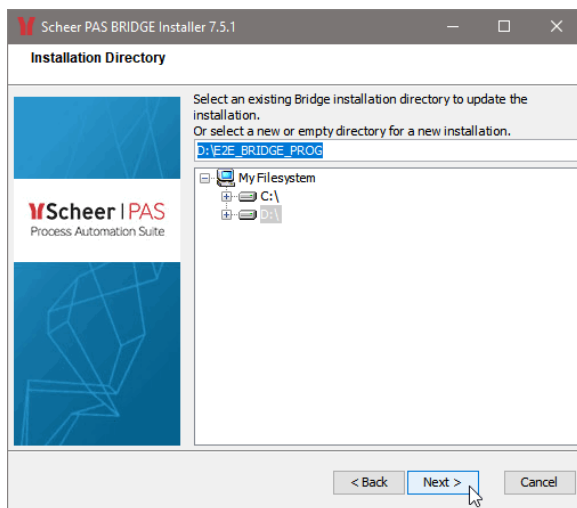 Scheer PAS BRIDGE Installer 7.5.1
Installation Directory
Select an existing Bridge installation directory to update the
installation.
Or select a new or empty directory for a new installation.
D:\E2E_BRIDGE_PROG
My Filesystem
C:\
D:\
Scheer PAS
Process Automation Suite
< Back Next > Cancel